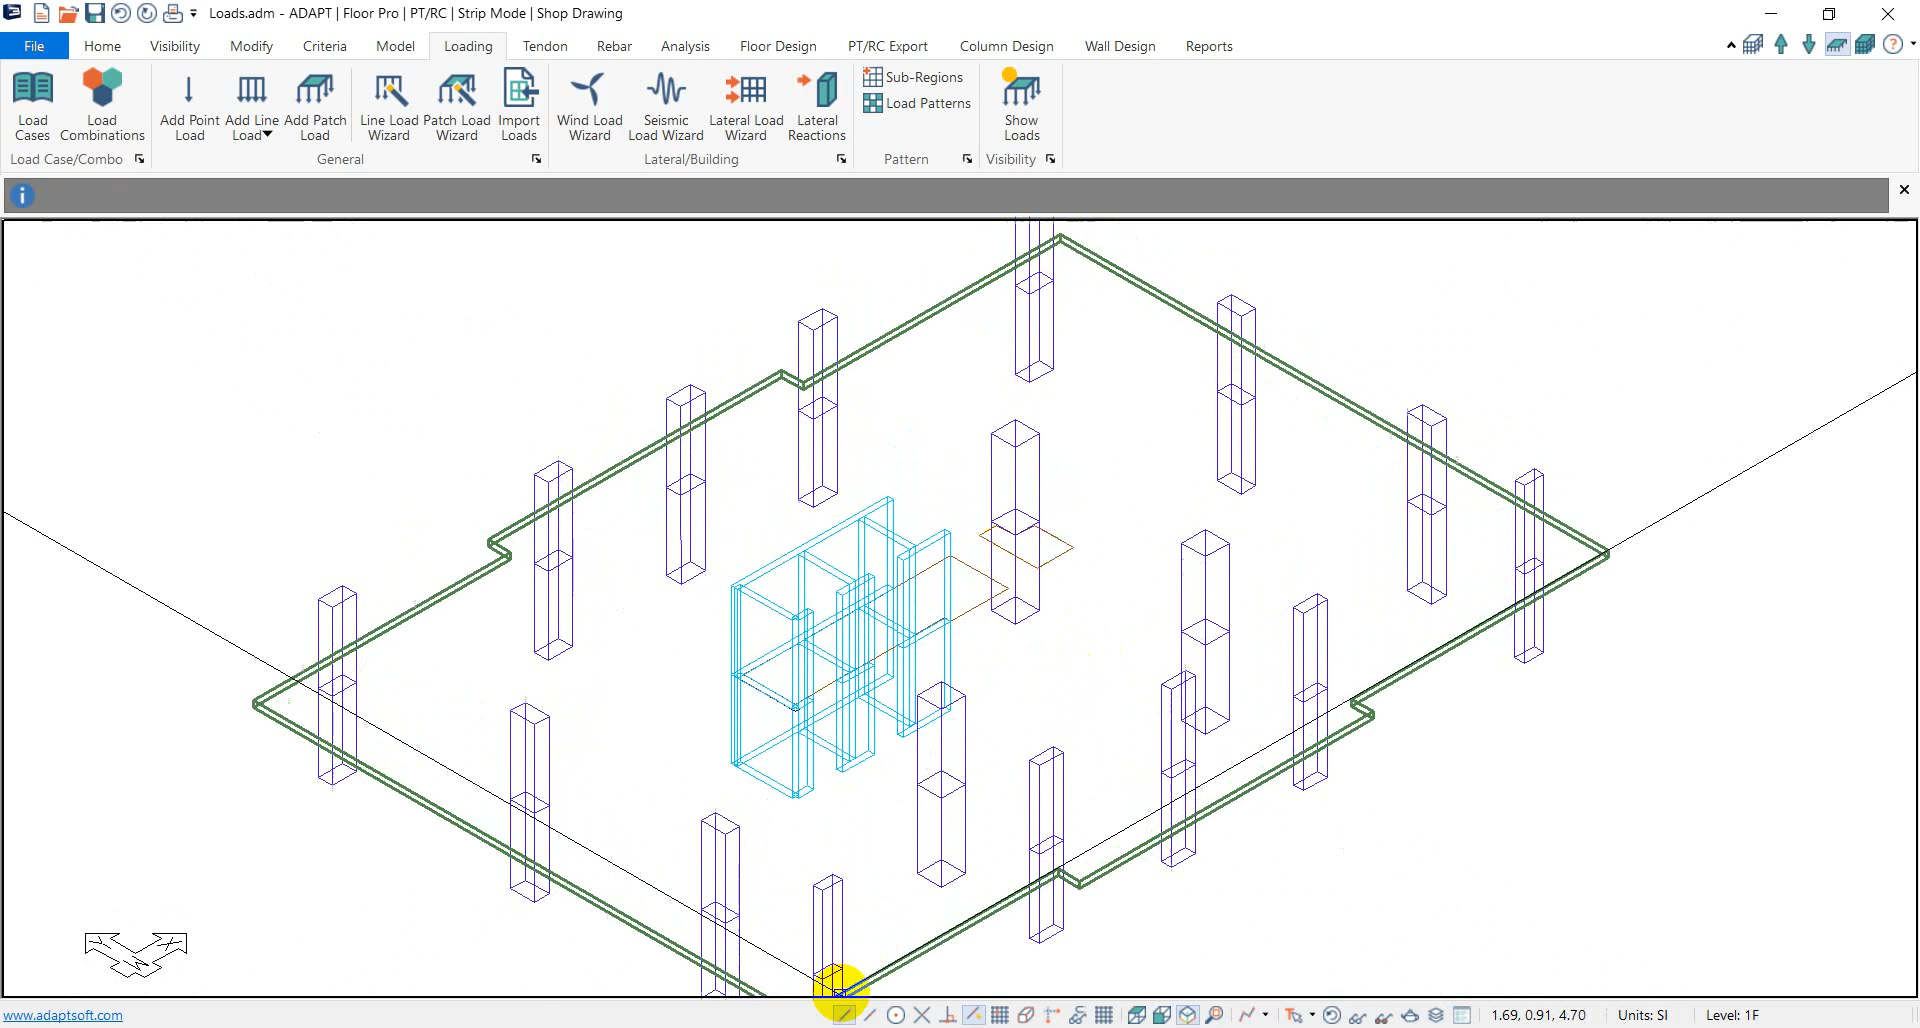 Loads.adm - ADAPT | Floor Pro | PT/RC | Strip Mode | Shop Drawing
File Home Visibility Modify Criteria Model Loading Tendon Rebar Analysis Floor Design PT/RC Export Column Design Wall Design Reports
Load Cases
Load Combinations
Add Point Load
Add Line Load
Add Patch Load
Line Load Wizard
Patch Load Wizard
Import Loads
Wind Load Wizard
Seismic Load Wizard
Lateral Load Wizard
Lateral Reactions
Sub-Regions
Load Patterns
Show Loads
Load Case/Combo General Lateral/Building Pattern Visibility
Y X
www.adaptsoft.com 1.69, 0.91, 4.70 Units: SI Level: 1F